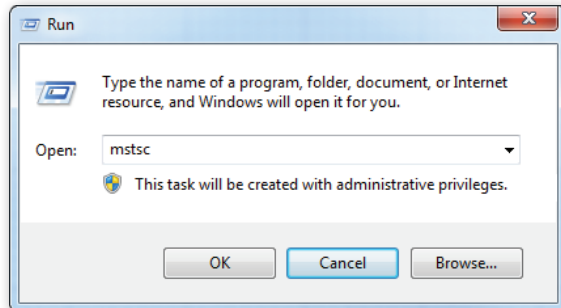 Run
Type the name of a program, folder, document, or Internet
resource, and Windows will open it for you.
Open: mstsc
This task will be created with administrative privileges.
OK Cancel Browse...